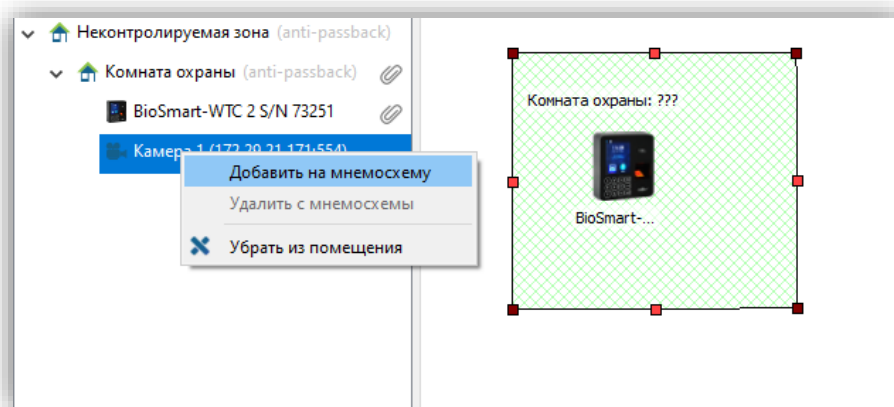 Неконтролируемая зона (anti-passback)
Комната охраны (anti-passback)
BioSmart-WTC 2 S/N 73251
Камера 1 (172.29.21.171:554)
Добавить на мнемосхему
Удалить с мнемосхемы
Убрать из помещения
Комната охраны: ???
BioSmart-...